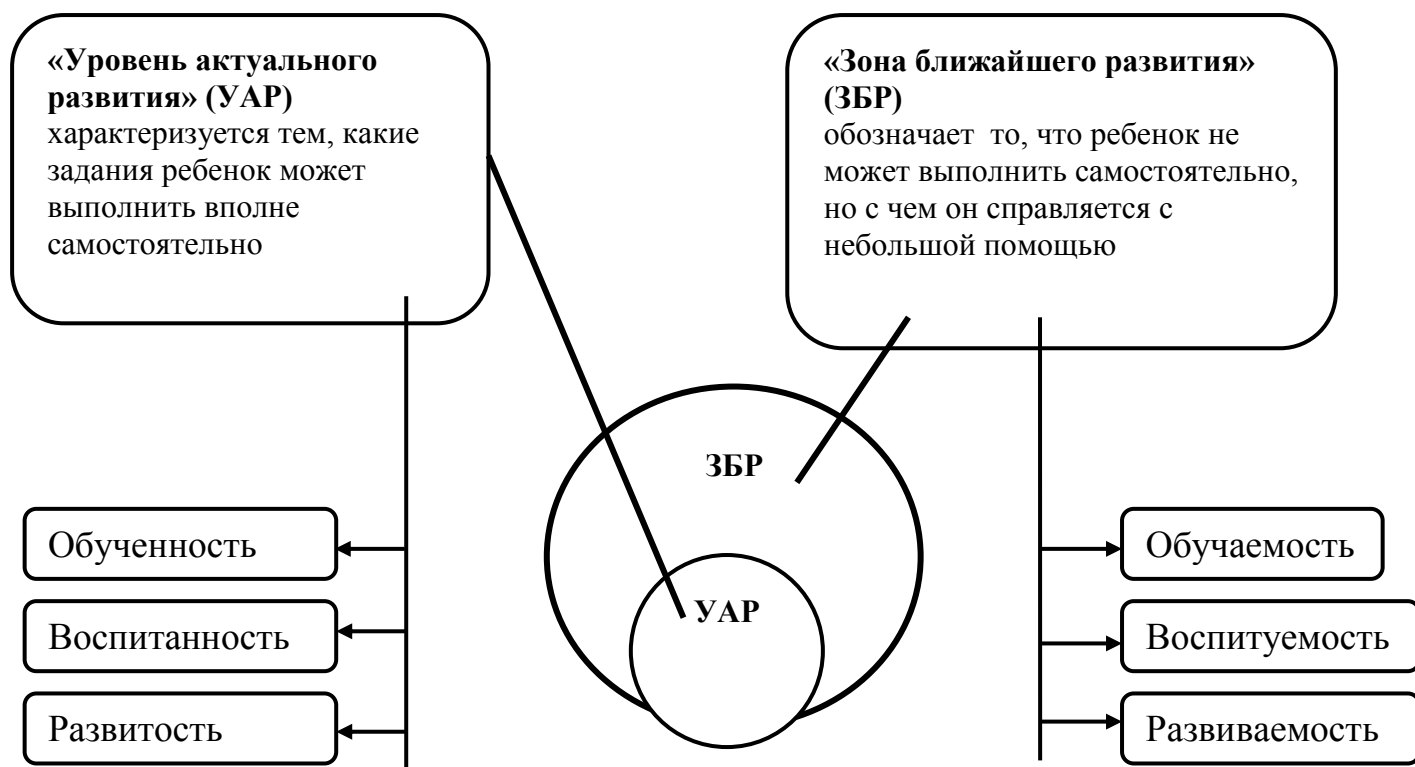 «Уровень актуального
развития» (УАР)
характеризуется тем, какие
задания ребенок может
выполнить вполне
самостоятельно
«Зона ближайшего развития»
(ЗБР)
обозначает то, что ребенок не
может выполнить самостоятельно,
но с чем он справляется с
небольшой помощью
ЗБР
УАР
Обученность
Воспитанность
Развитость
Обучаемость
Воспитуемость
Развиваемость